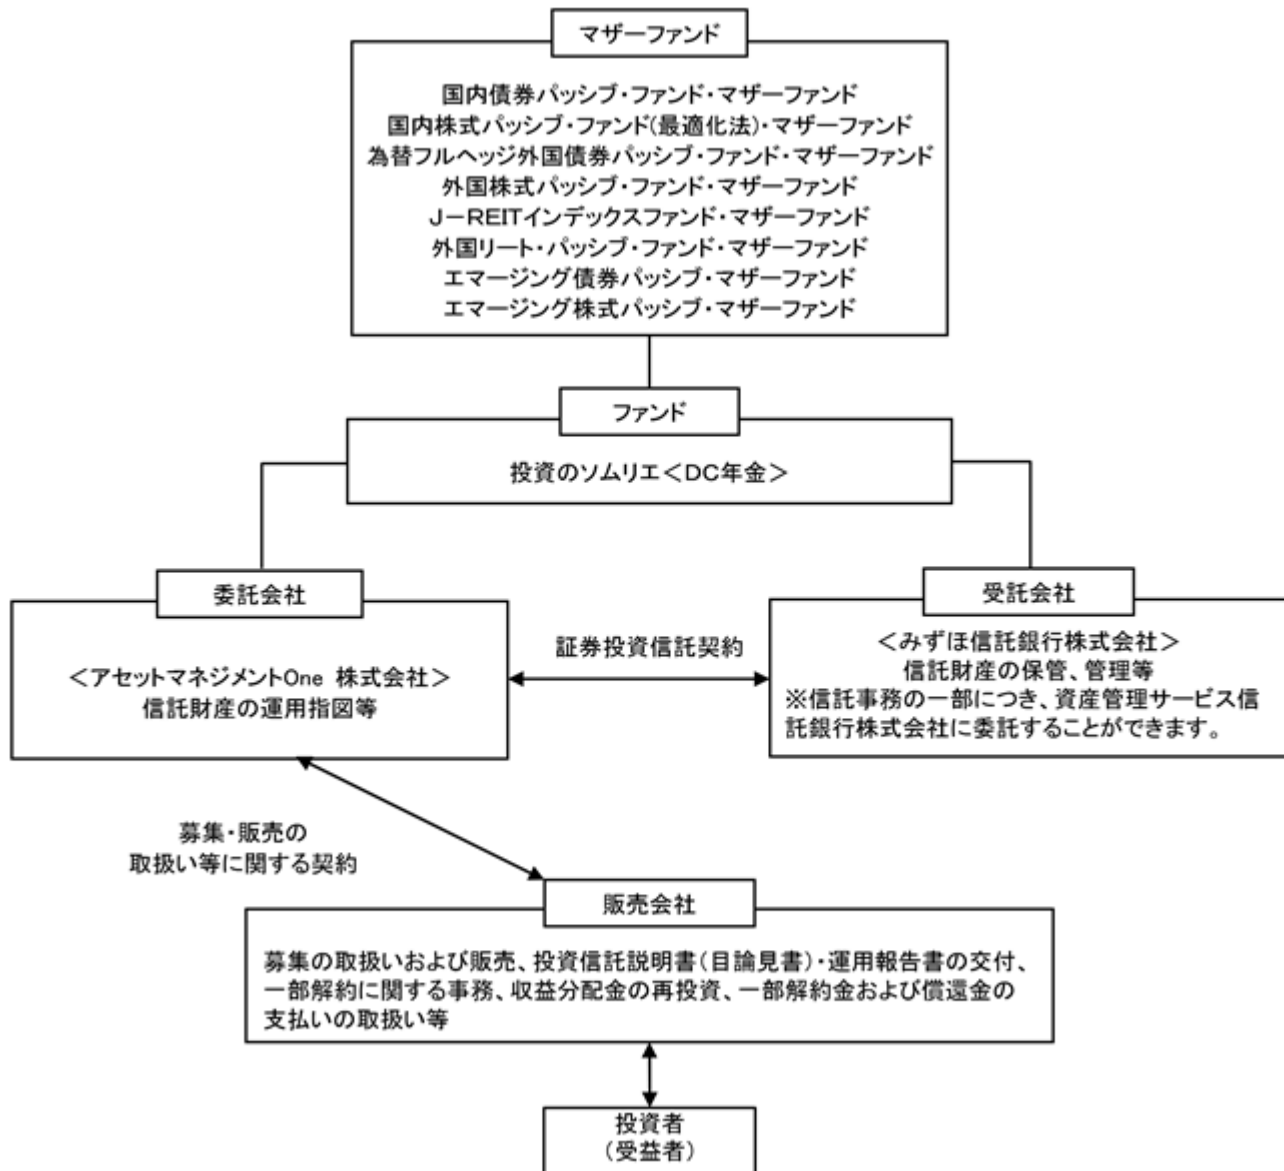 マザーファンド
国内債券パッシブ・ファンド・マザーファンド
国内株式パッシブ・ファンド(最適化法)・マザーファンド
為替フルヘッジ外国債券パッシブ・ファンド・マザーファンド
外国株式パッシブ・ファンド・マザーファンド
J－REITインデックスファンド・マザーファンド
外国リート・パッシブ・ファンド・マザーファンド
エマージング債券パッシブ・マザーファンド
エマージング株式パッシブ・マザーファンド
ファンド
投資のソムリエ＜DC年金＞
委託会社
＜アセットマネジメントOne 株式会社＞
信託財産の運用指図等
証券投資信託契約
受託会社
＜みずほ信託銀行株式会社＞
信託財産の保管、管理等
※信託事務の一部につき、資産管理サービス信
託銀行株式会社に委託することができます。
募集・販売の
取扱い等に関する契約
販売会社
募集の取扱いおよび販売、投資信託説明書(目論見書)・運用報告書の交付、
一部解約に関する事務、収益分配金の再投資、一部解約金および償還金の
支払いの取扱い等
投資者
（受益者）